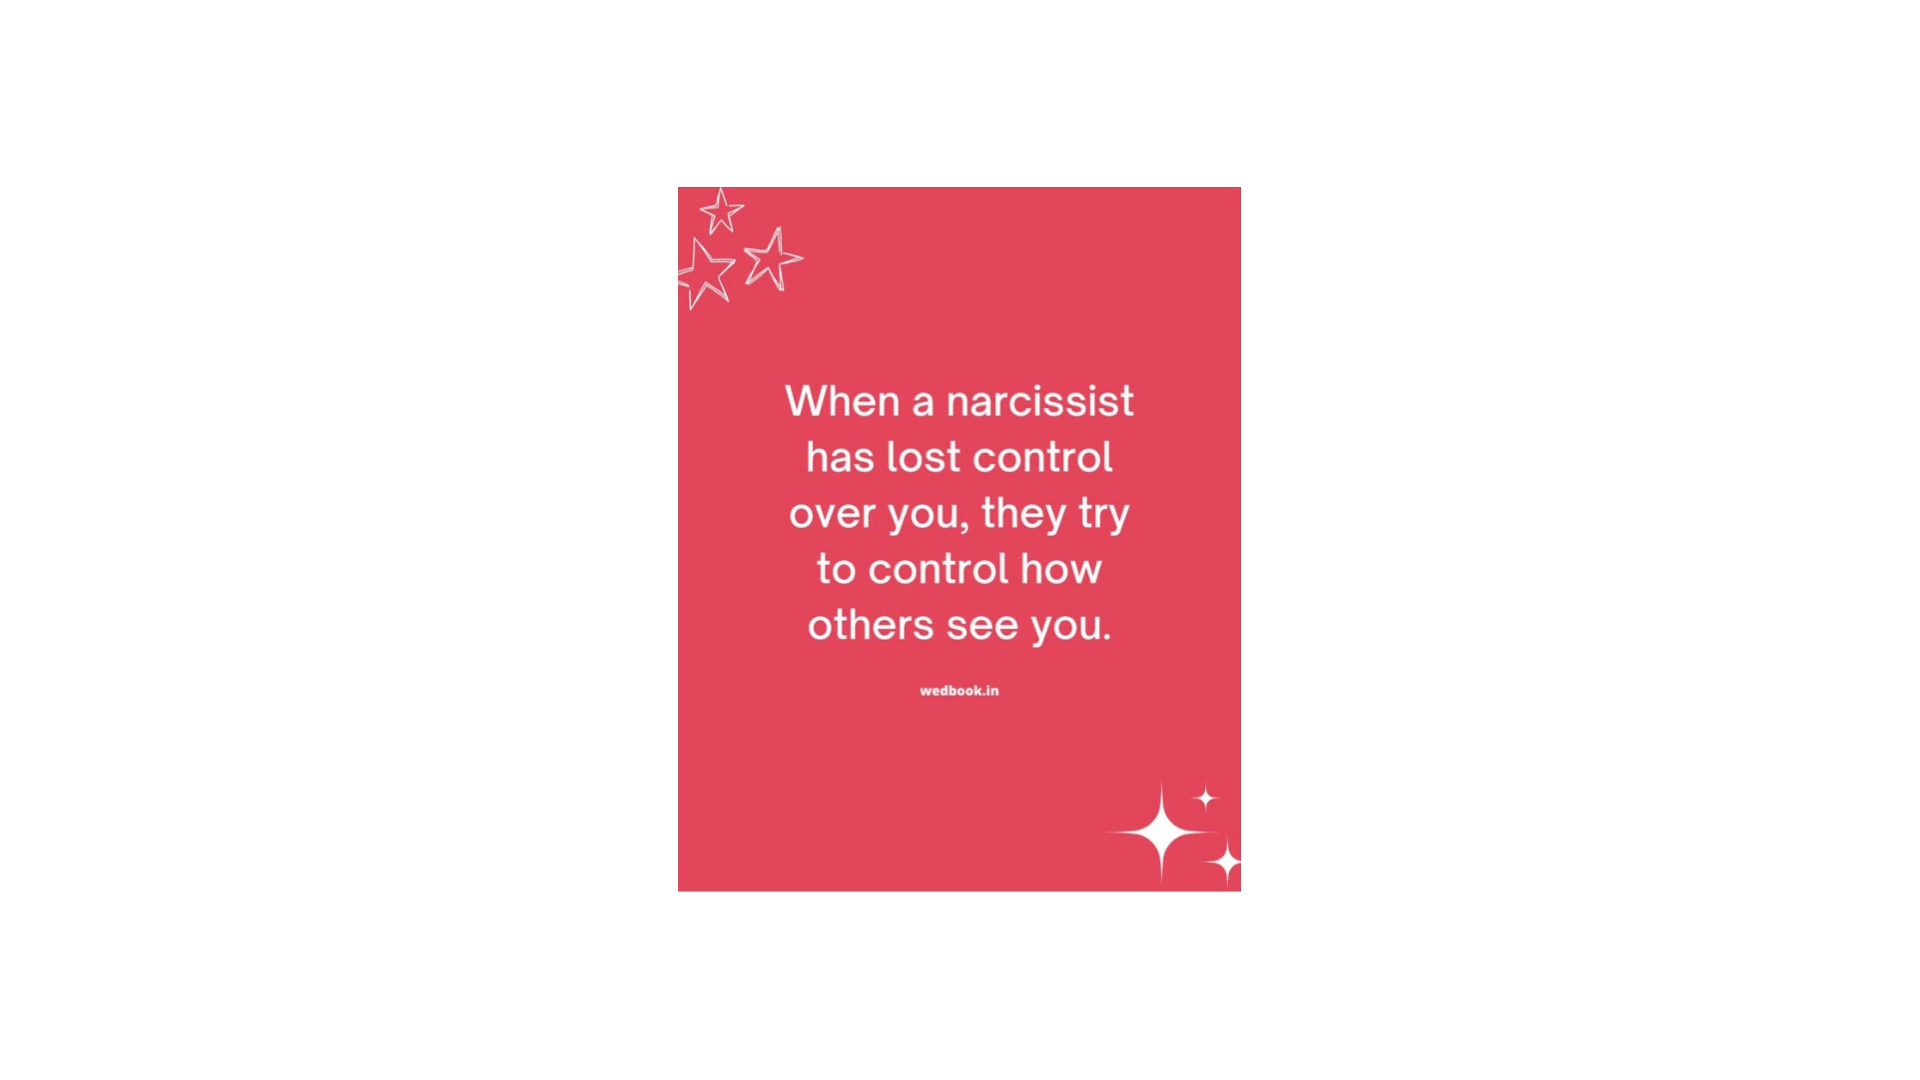 When a narcissist
has lost control
over you, they try
to control how
others see you.
wedbook.in